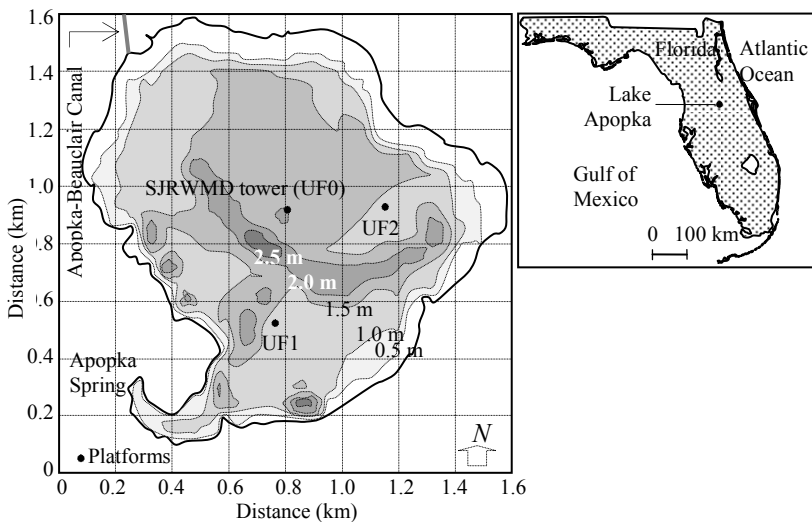 1.6
1.4
1.2
1.0
0.8
0.6
0.4
0.2
0
Distance (km)
Apopka-Beauclair Canal
SJRWMD tower (UF0)
UF2
2.5 m
2.0 m
1.5 m
1.0 m
0.5 m
UF1
Apopka
Spring
Platforms
N
0 0.2 0.4 0.6 0.8 1.0 1.2 1.4 1.6
Distance (km)
Florida
Atlantic
Ocean
Lake
Apopka
Gulf of
Mexico
0 100 km